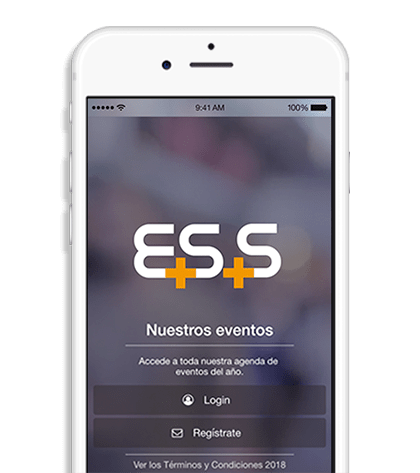 9:41 AM 100%
E+S+S
Nuestros eventos
Accede a toda nuestra agenda de
eventos del año.
Login
Regístrate
Ver los Términos y Condiciones 2018